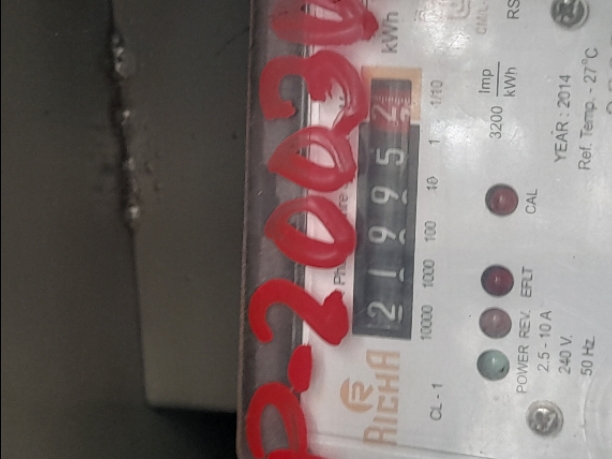 P-20030
kWh
219952
10000 1000 100 10 1 1/10
RICHA
CL - 1
3200 Imp/kWh
CAL
EFLT
REV.
POWER
2.5 - 10 A
240 V.
50 Hz.
YEAR : 2014
Ref. Temp. - 27°C